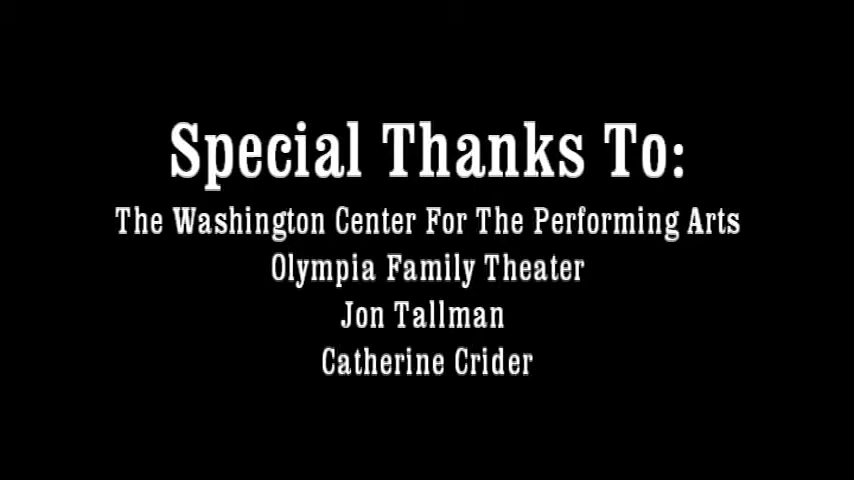 Special Thanks To:
The Washington Center For The Performing Arts
Olympia Family Theater
Jon Tallman
Catherine Crider